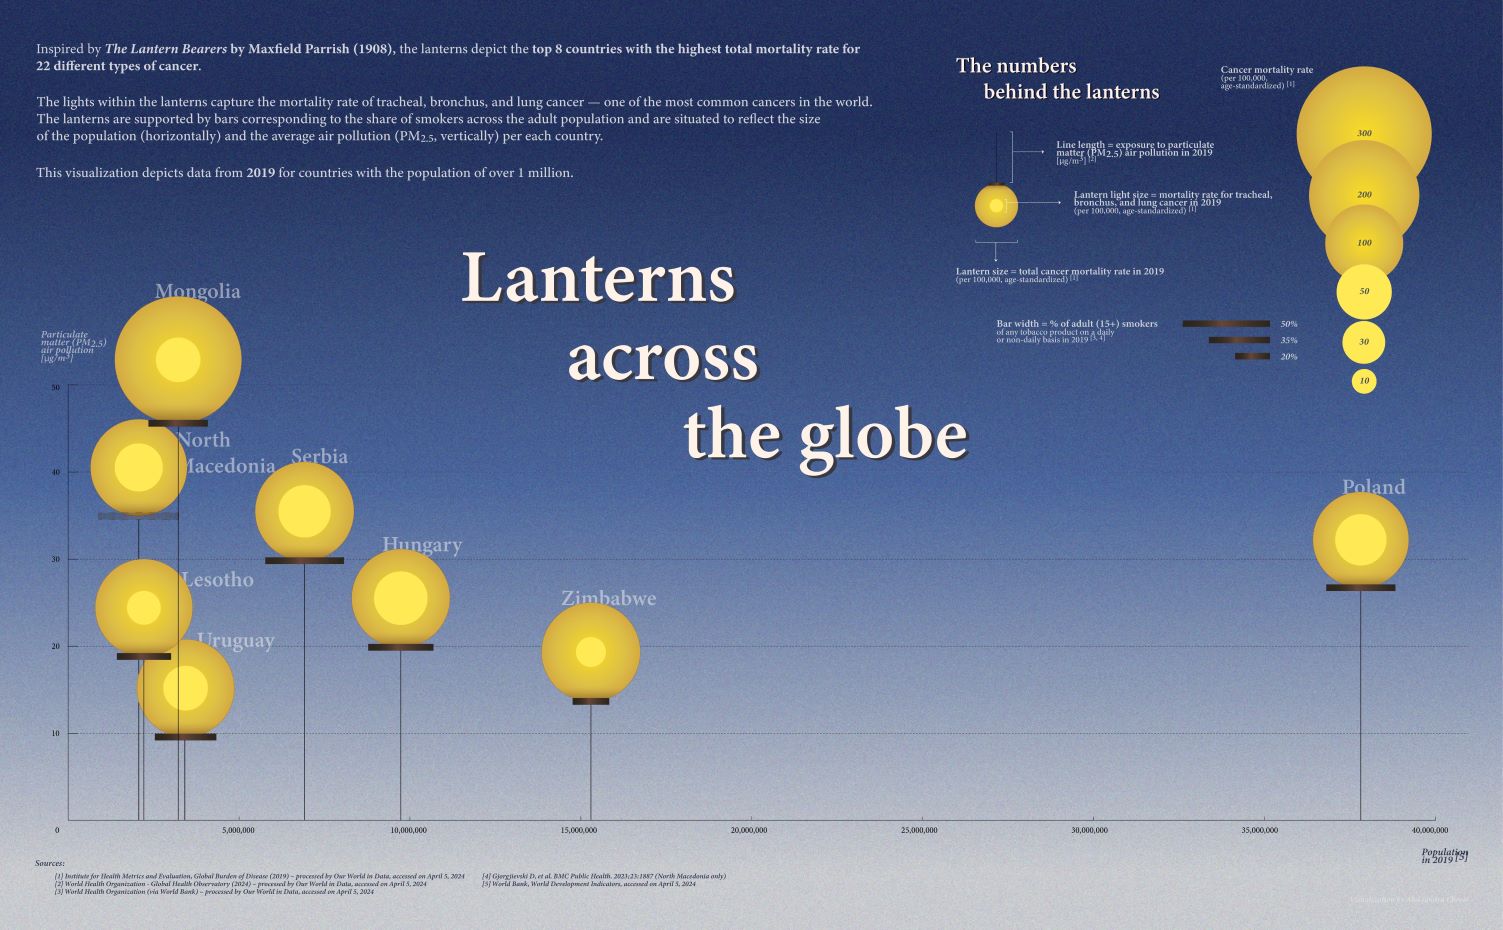 Inspired by The Lantern Bearers by Maxfield Parrish (1908), the lanterns depict the top 8 countries with the highest total mortality rate for
22 different types of cancer.
The lights within the lanterns capture the mortality rate of tracheal, bronchus, and lung cancer — one of the most common cancers in the world.
The lanterns are supported by bars corresponding to the share of smokers across the adult population and are situated to reflect the size
of the population (horizontally) and the average air pollution (PM2.5, vertically) per each country.
This visualization depicts data from 2019 for countries with the population of over 1 million.
The numbers
behind the lanterns
Line length = exposure to particulate
matter (PM2.5) air pollution in 2019
[µg/m3] [2]
Lantern light size = mortality rate for tracheal,
bronchus, and lung cancer in 2019
(per 100,000, age-standardized) [1]
Lantern size = total cancer mortality rate in 2019
(per 100,000, age-standardized) [1]
Bar width = % of adult (15+) smokers
of any tobacco product on a daily
or non-daily basis in 2019 [3, 4]
50%
35%
20%
Cancer mortality rate
(per 100,000,
age-standardized) [1]
300
200
100
50
30
10
Lanterns
across
the globe
Particulate
matter (PM2.5)
air pollution
[µg/m3]
50
40
30
20
10
0
Mongolia
North
Macedonia
Serbia
Hungary
Lesotho
Uruguay
Zimbabwe
Poland
5,000,000
10,000,000
15,000,000
20,000,000
25,000,000
30,000,000
35,000,000
40,000,000
Population
in 2019 [5]
Sources:
[1] Institute for Health Metrics and Evaluation, Global Burden of Disease (2019) – processed by Our World in Data, accessed on April 5, 2024
[2] World Health Organization - Global Health Observatory (2024) – processed by Our World in Data, accessed on April 5, 2024
[3] World Health Organization (via World Bank) – processed by Our World in Data, accessed on April 5, 2024
[4] Gjorgjievski D. et al. BMC Public Health. 2023;23:1887 (North Macedonia only)
[5] World Bank, World Development Indicators, accessed on April 5, 2024
Visualization by